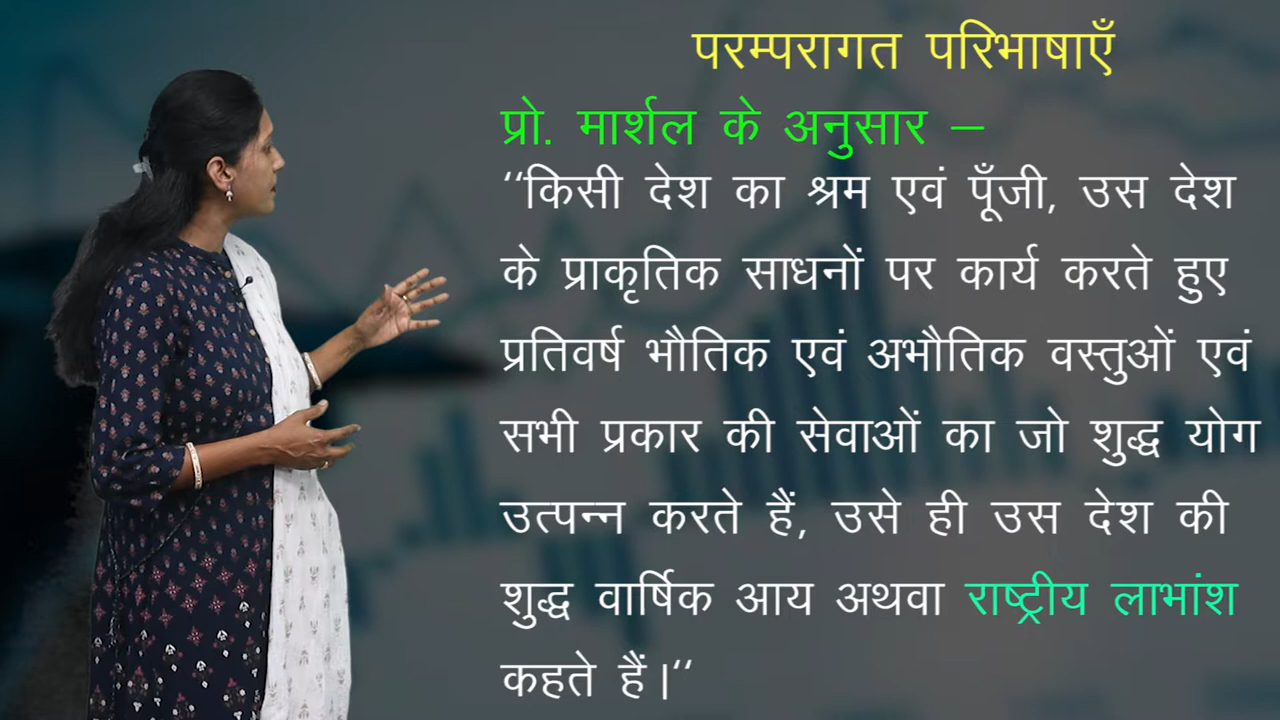 परम्परागत परिभाषाएँ
प्रो. मार्शल के अनुसार –
‘‘किसी देश का श्रम एवं पूँजी, उस देश
के प्राकृतिक साधनों पर कार्य करते हुए
प्रतिवर्ष भौतिक एवं अभौतिक वस्तुओं एवं
सभी प्रकार की सेवाओं का जो शुद्ध योग
उत्पन्न करते हैं, उसे ही उस देश की
शुद्ध वार्षिक आय अथवा राष्ट्रीय लाभांश
कहते हैं।‘‘